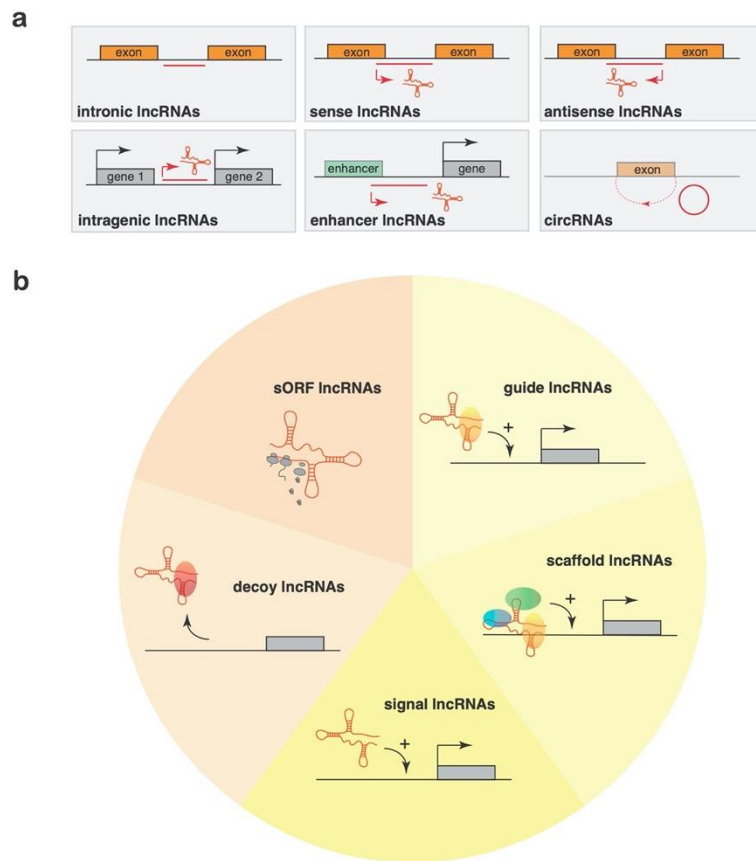 a
exon exon
intronic lncRNAs
exon exon
sense lncRNAs
exon exon
antisense lncRNAs
gene 1 gene 2
intragenic lncRNAs
enhancer gene
enhancer lncRNAs
exon
circRNAs
b
sORF lncRNAs
guide lncRNAs
+
scaffold lncRNAs
+
decoy lncRNAs
signal lncRNAs
+